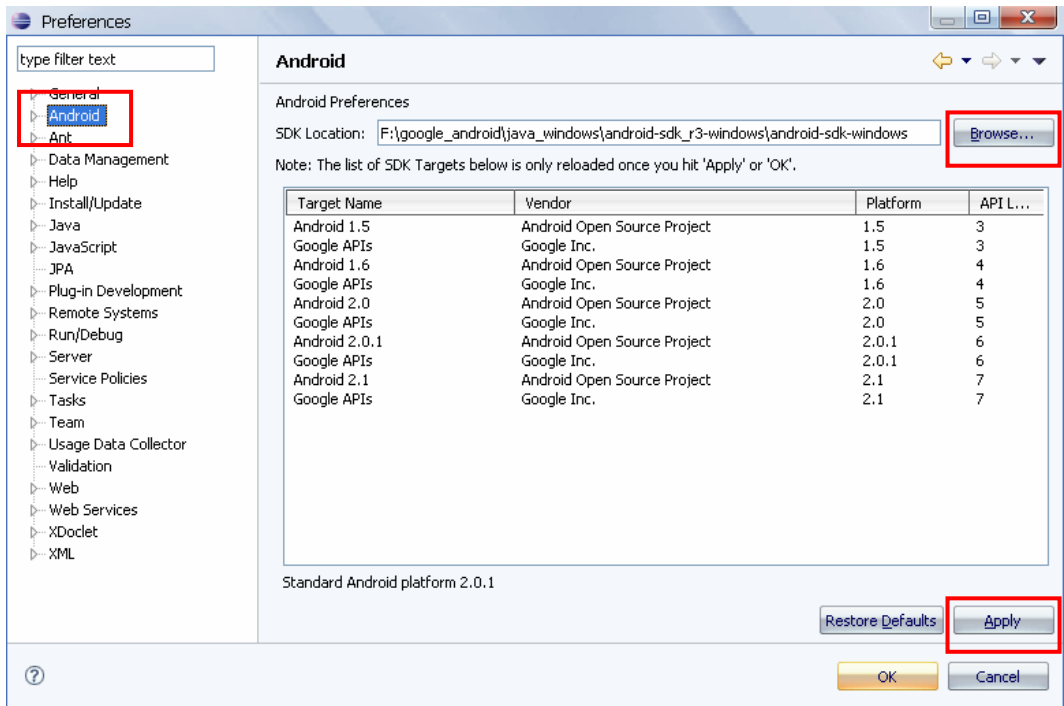 Preferences
type filter text
General
Android
Ant
Data Management
Help
Install/Update
Java
JavaScript
JPA
Plug-in Development
Remote Systems
Run/Debug
Server
Service Policies
Tasks
Team
Usage Data Collector
Validation
Web
Web Services
XDoclet
XML
Android
Android Preferences
SDK Location: F:\google_android\java_windows\android-sdk_r3-windows\android-sdk-windows Browse...
Note: The list of SDK Targets below is only reloaded once you hit 'Apply' or 'OK'.
Target Name Vendor Platform API L...
Android 1.5 Android Open Source Project 1.5 3
Google APIs Google Inc. 1.5 3
Android 1.6 Android Open Source Project 1.6 4
Google APIs Google Inc. 1.6 4
Android 2.0 Android Open Source Project 2.0 5
Google APIs Google Inc. 2.0 5
Android 2.0.1 Android Open Source Project 2.0.1 6
Google APIs Google Inc. 2.0.1 6
Android 2.1 Android Open Source Project 2.1 7
Google APIs Google Inc. 2.1 7
Standard Android platform 2.0.1
Restore Defaults Apply
OK Cancel